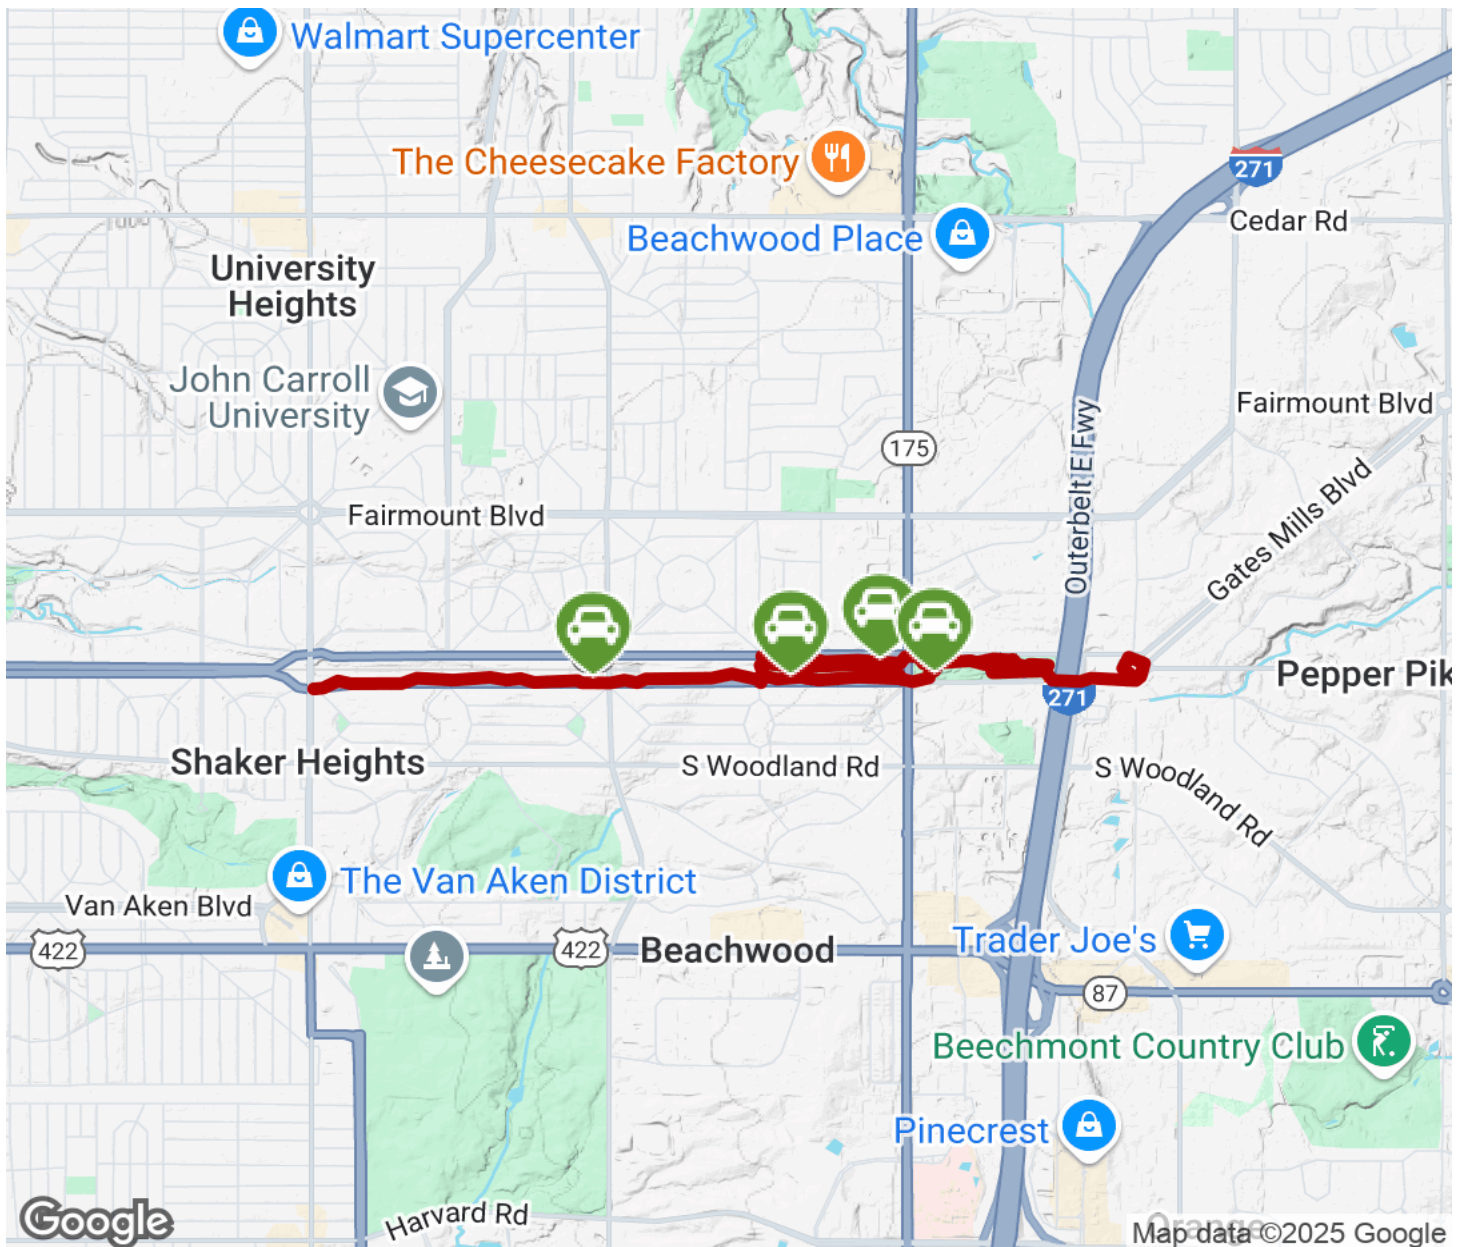 Walmart Supercenter
The Cheesecake Factory
271
Cedar Rd
Beachwood Place
University
Heights
John Carroll
University
Fairmount Blvd
175
Outerbelt E Fwy
Gates Mills Blvd
Fairmount Blvd
Pepper Pik
271
Shaker Heights
S Woodland Rd
S Woodland Rd
The Van Aken District
Van Aken Blvd
422
422
Beachwood
Trader Joe's
87
Beechmont Country Club
Pinecrest
Harvard Rd
Orange
Google
Map data ©2025 Google